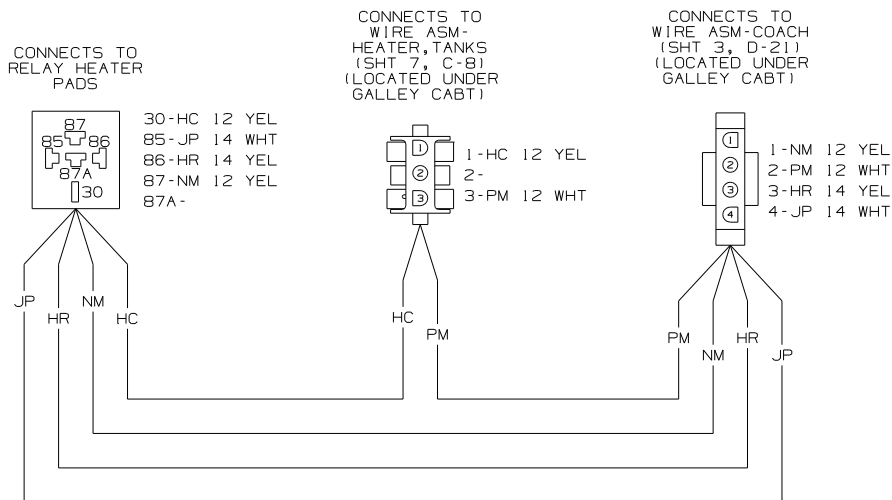 CONNECTS TO
RELAY HEATER
PADS
87
85
86
87A
30
30-HC 12 YEL
85-JP 14 WHT
86-HR 14 YEL
87-NM 12 YEL
87A-
CONNECTS TO
WIRE ASM-
HEATER,TANKS
(SHT 7, C-8)
(LOCATED UNDER
GALLEY CABT)
1
2
3
1-HC 12 YEL
2-
3-PM 12 WHT
CONNECTS TO
WIRE ASM-COACH
(SHT 3, D-21)
(LOCATED UNDER
GALLEY CABT)
1
2
3
4
1-NM 12 YEL
2-PM 12 WHT
3-HR 14 YEL
4-JP 14 WHT
JP
HR
NM
HC
HC
PM
PM
NM
HR
JP